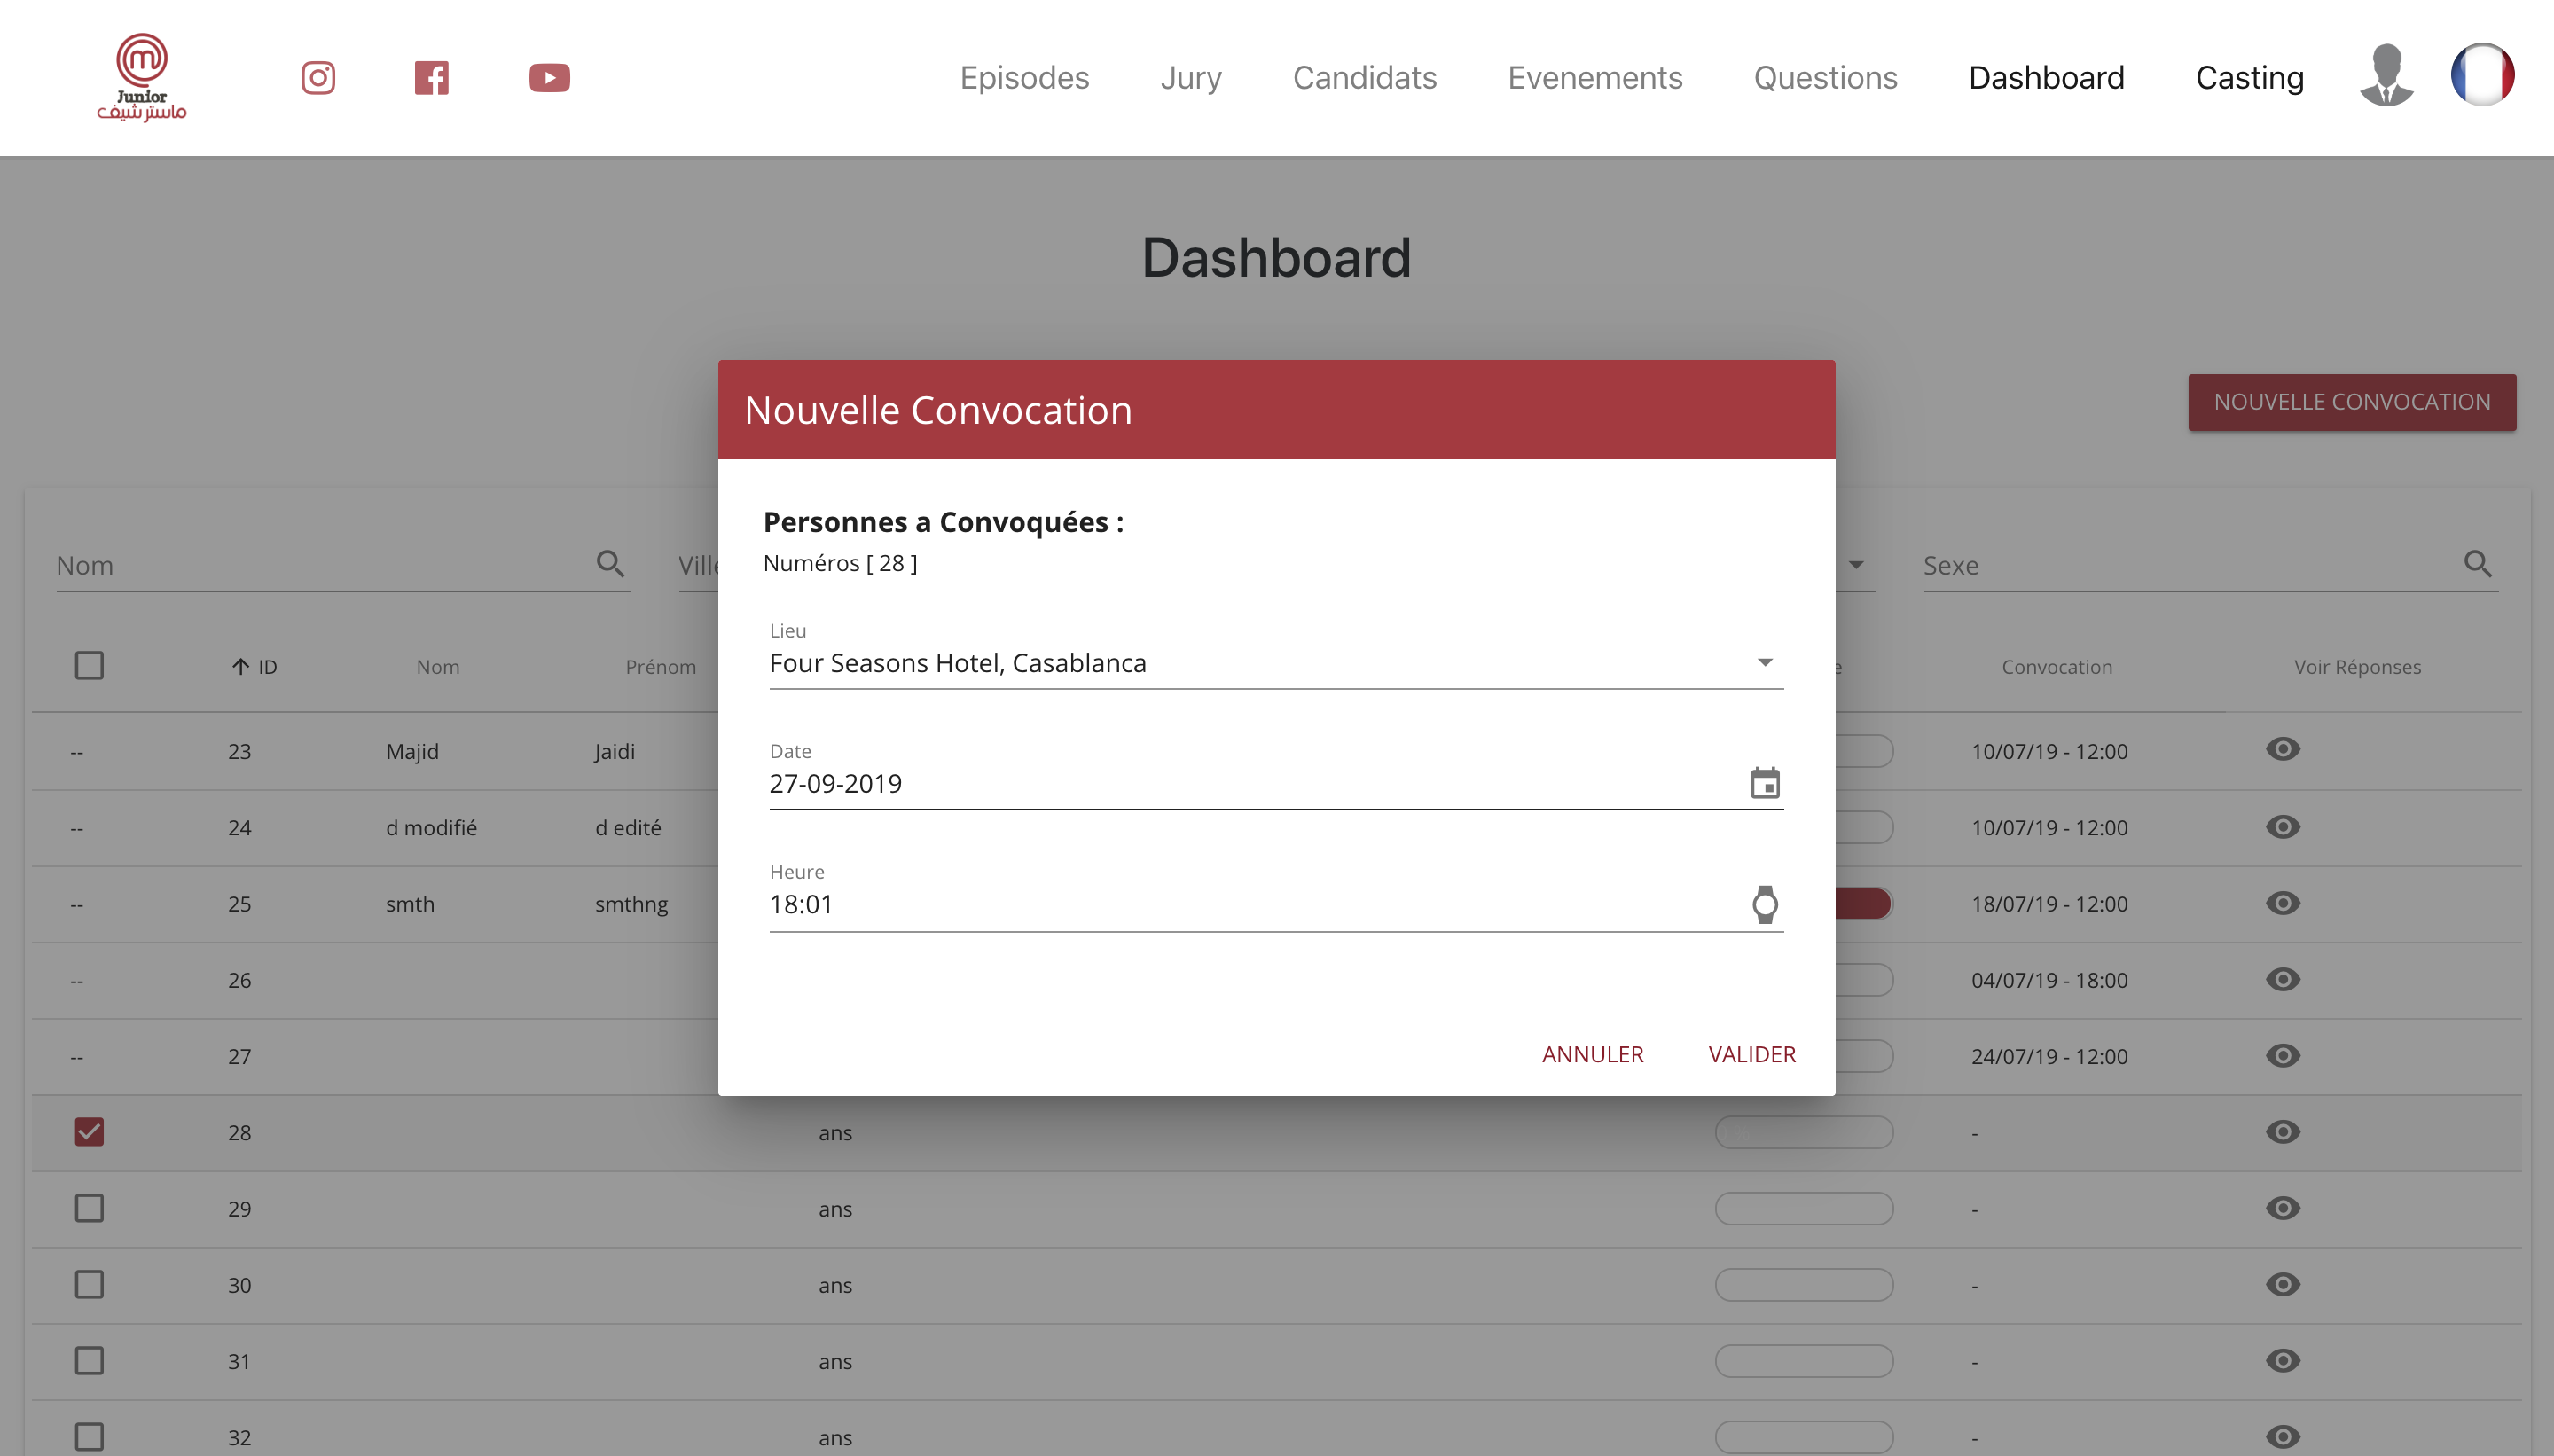 Junior
ماستر شيف
Episodes Jury Candidats Evenements Questions Dashboard Casting
Dashboard
NOUVELLE CONVOCATION
Nouvelle Convocation
Personnes a Convoquées :
Numéros [ 28 ]
Lieu
Four Seasons Hotel, Casablanca
Date
27-09-2019
Heure
18:01
ANNULER VALIDER
Nom Sexe
ID Nom Prénom Convocation Voir Réponses
-- 23 Majid Jaidi 10/07/19 - 12:00
-- 24 d modifié d edité 10/07/19 - 12:00
-- 25 smth smthng 18/07/19 - 12:00
-- 26 04/07/19 - 18:00
-- 27 24/07/19 - 12:00
28 ans -
29 ans -
30 ans -
31 ans -
32 ans -